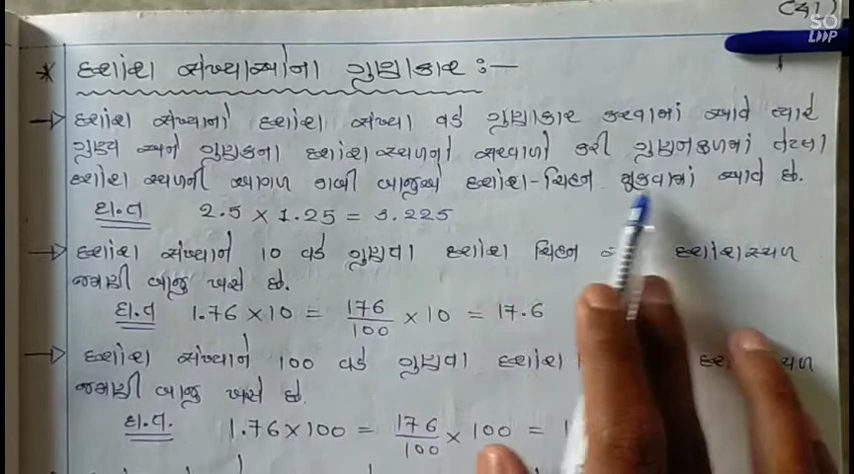 (41)
SO LOOP
* દશાંશ સંખ્યાઓના ગુણાકાર :-
→ દશાંશ સંખ્યાનો દશાંશ સંખ્યા વડે ગુણાકાર કરવામાં આવે ત્યારે
ગુણ્ય અને ગુણકના દશાંશ સ્થળનો સરવાળો કરી ગુણનફળમાં તેટલા
દશાંશ સ્થળની આગળ ડાબી બાજુએ દશાંશ-ચિહ્ન મુકવામાં આવે છે.
દા.ત 2.5 × 1.25 = 3.225
→ દશાંશ સંખ્યાને 10 વડે ગુણવા દશાંશ ચિહ્ન દશાંશસ્થળ
જમણી બાજુ ખસે છે.
દા.ત 1.76 × 10 = 176/100 × 10 = 17.6
→ દશાંશ સંખ્યાને 100 વડે ગુણવા દશાંશ
જમણી બાજુ ખસે છે.
દા.ત. 1.76 × 100 = 176/100 × 100 =